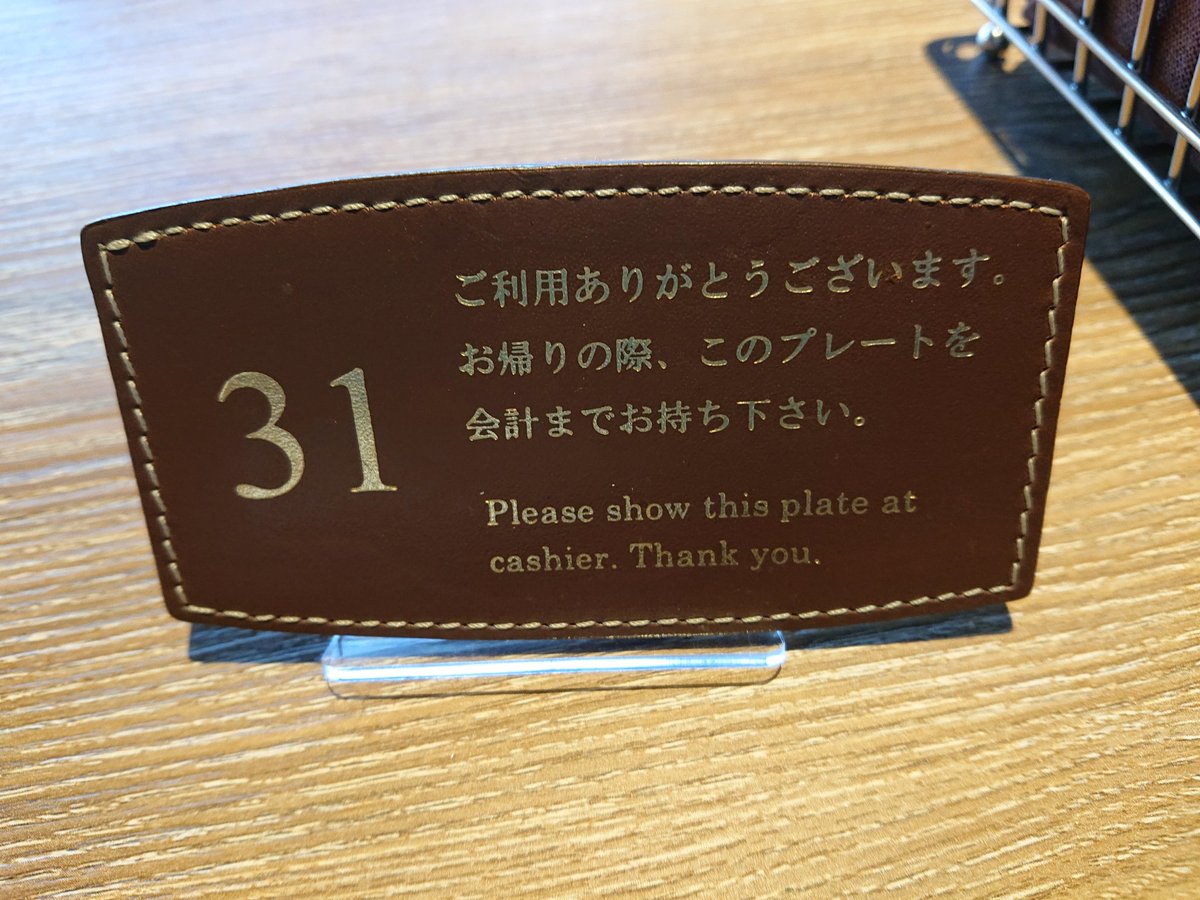 31
ご利用ありがとうございます。
お帰りの際、このプレートを
会計までお持ち下さい。
Please show this plate at
cashier. Thank you.